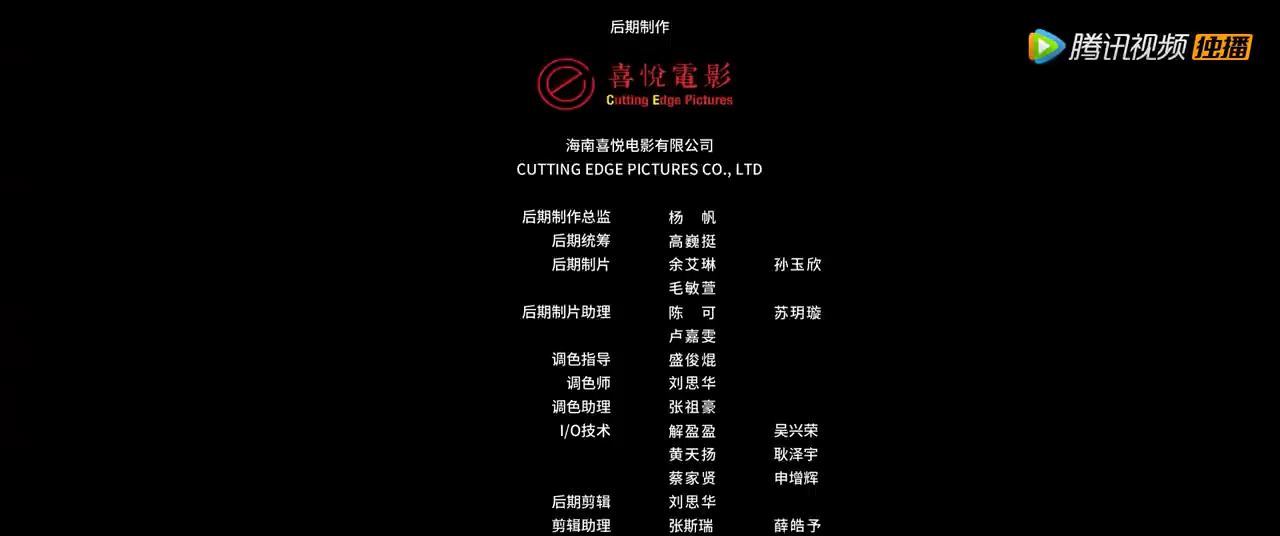 后期制作
腾讯视频 独播
喜悦電影
Cutting Edge Pictures
海南喜悦电影有限公司
CUTTING EDGE PICTURES CO., LTD
后期制作总监 杨 帆
后期统筹 高巍挺
后期制片 余艾琳 孙玉欣
毛敏萱
后期制片助理 陈 可 苏玥璇
卢嘉雯
调色指导 盛俊焜
调色师 刘思华
调色助理 张祖豪
I/O技术 解盈盈 吴兴荣
黄天扬 耿泽宇
蔡家贤 申增辉
后期剪辑 刘思华
剪辑助理 张斯瑞 薛皓予